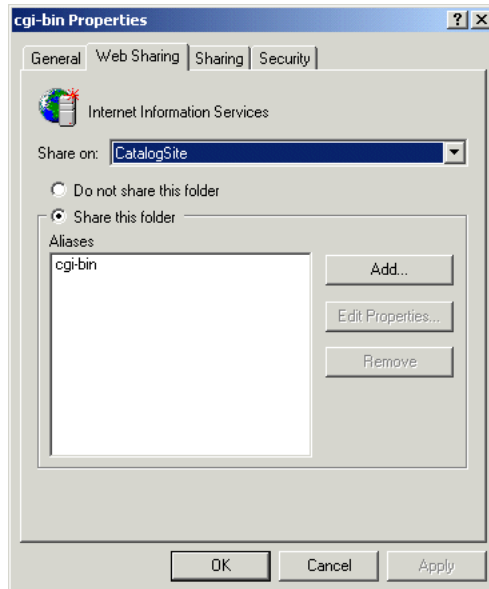 cgi-bin Properties
General Web Sharing Sharing Security
Internet Information Services
Share on: CatalogSite
Do not share this folder
Share this folder
Aliases
cgi-bin
Add...
Edit Properties...
Remove
OK Cancel Apply